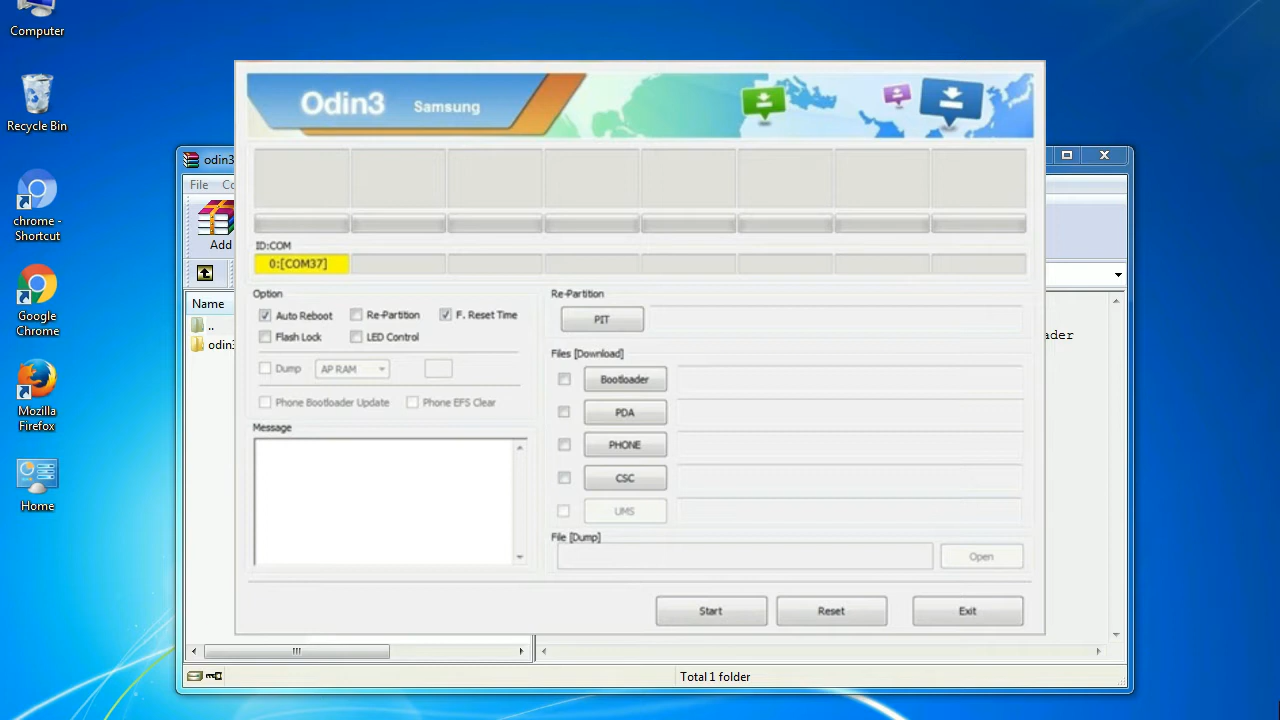 Computer
Recycle Bin
chrome -
Shortcut
Google
Chrome
Mozilla
Firefox
Home
odin3
File
Add
Name
..
odin3
Odin3 Samsung
ID:COM
0:[COM37]
Option
Auto Reboot
Re-Partition
F. Reset Time
Flash Lock
LED Control
Dump
AP RAM
Phone Bootloader Update
Phone EFS Clear
Message
Re-Partition
PIT
Files [Download]
Bootloader
PDA
PHONE
CSC
UMS
File [Dump]
Open
Start
Reset
Exit
Total 1 folder